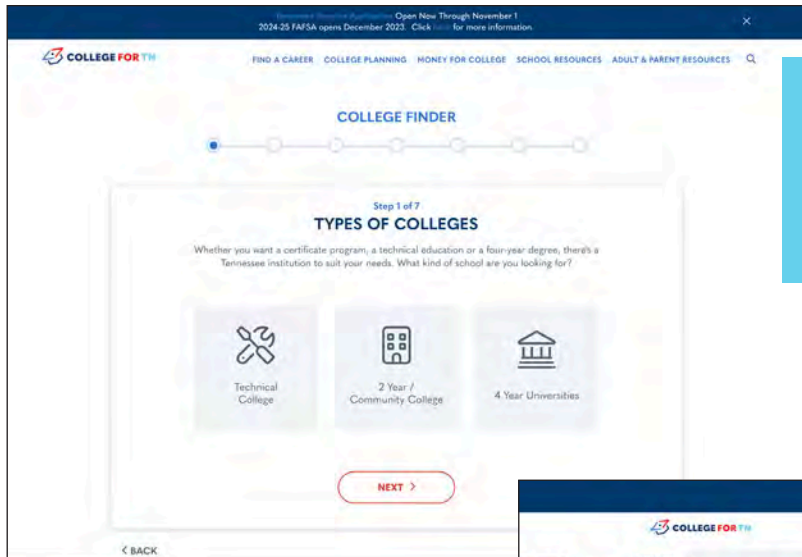 Open Now Through November 1
2024-25 FAFSA opens December 2023. Click for more information.
COLLEGE FOR TN
FIND A CAREER COLLEGE PLANNING MONEY FOR COLLEGE SCHOOL RESOURCES ADULT & PARENT RESOURCES
COLLEGE FINDER
Step 1 of 7
TYPES OF COLLEGES
Whether you want a certificate program, a technical education or a four-year degree, there's a
Tennessee institution to suit your needs. What kind of school are you looking for?
Technical
College
2 Year /
Community College
4 Year Universities
NEXT >
< BACK
COLLEGE FOR TN